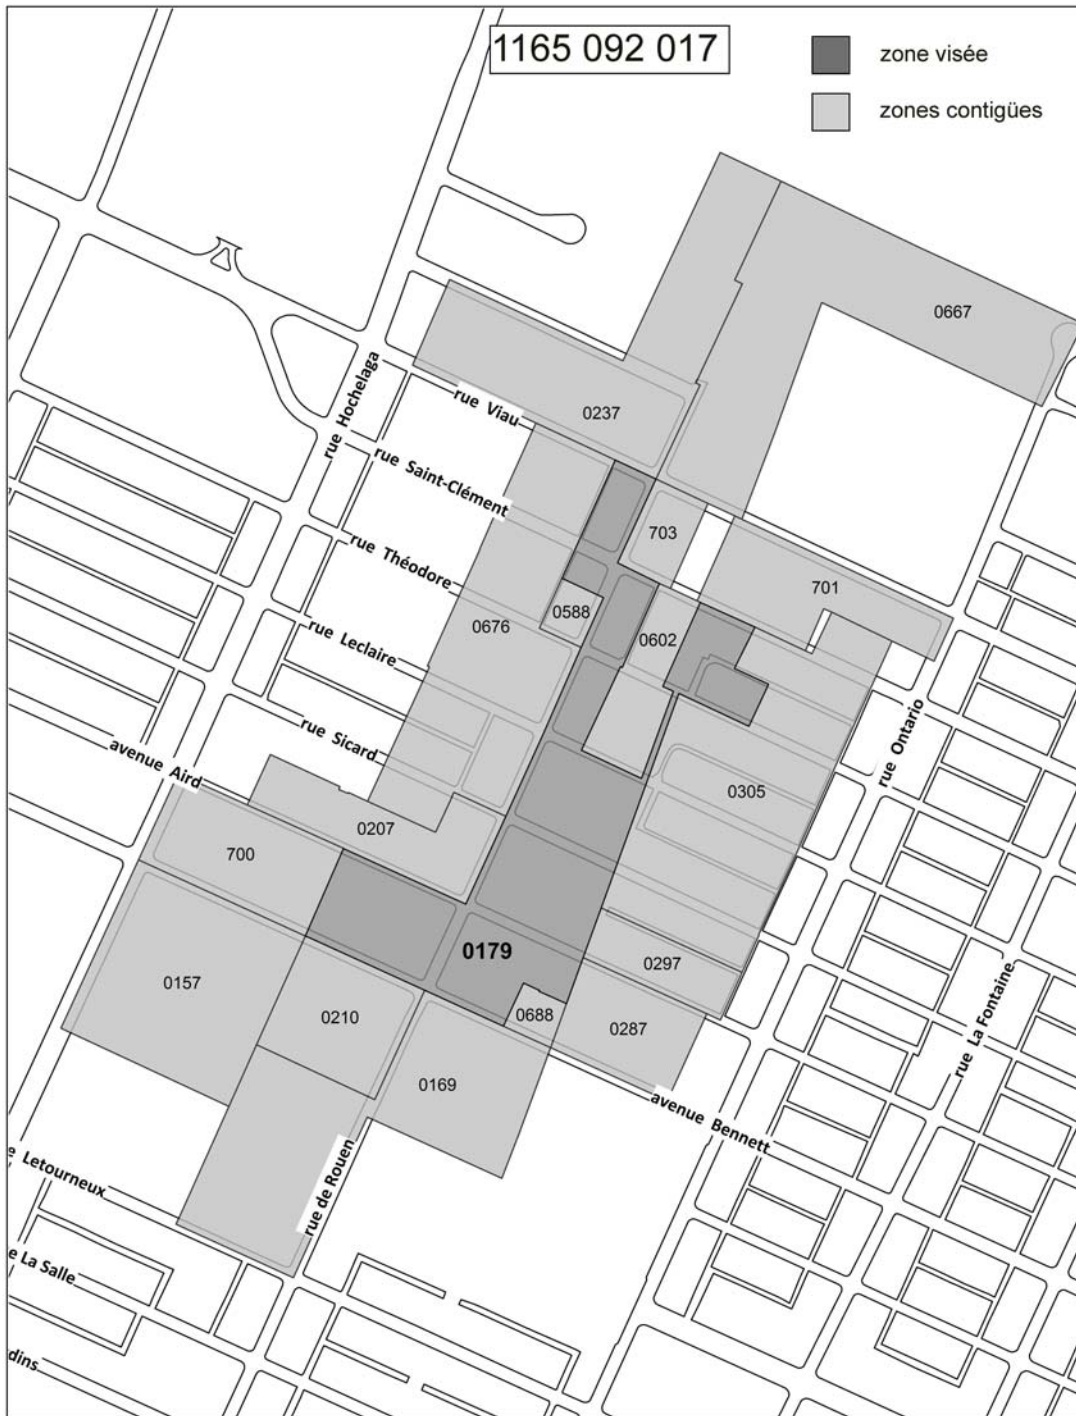 1165 092 017
zone visée
zones contigües
0667
0237
rue Viau
rue Hochelaga
rue Saint-Clément
703
rue Théodore
701
0588
0676
0602
rue Leclaire
rue Sicard
rue Ontario
avenue Aird
0305
0207
700
0179
0297
0157
0210
0688
0287
rue La Fontaine
0169
avenue Bennett
e Letourneux
rue de Rouen
e La Salle
dins